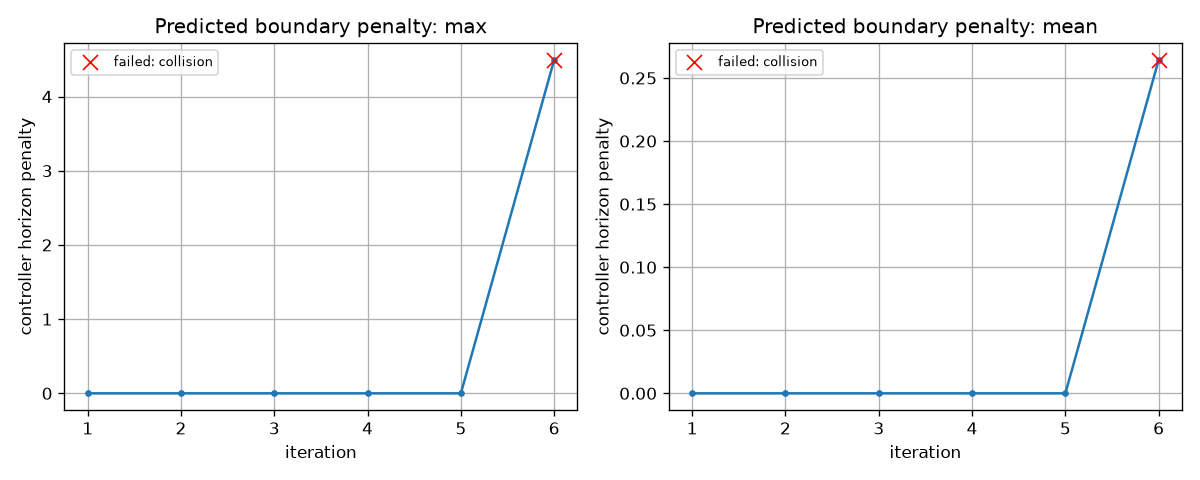 Predicted boundary penalty: max
failed: collision
controller horizon penalty
4
3
2
1
0
1 2 3 4 5 6
iteration
Predicted boundary penalty: mean
failed: collision
controller horizon penalty
0.25
0.20
0.15
0.10
0.05
0.00
1 2 3 4 5 6
iteration